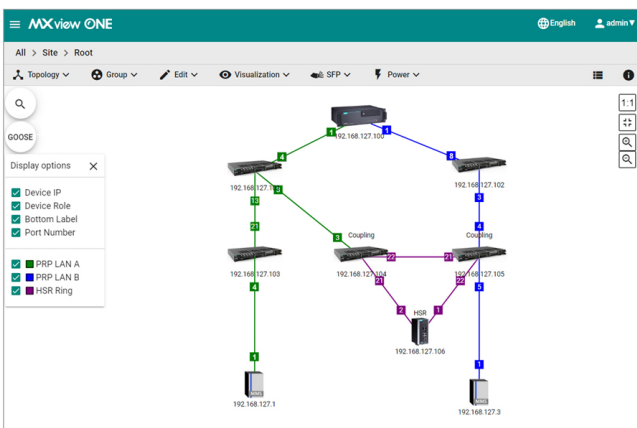 MXview ONE
English
admin
All > Site > Root
Topology
Group
Edit
Visualization
SFP
Power
1:1
GOOSE
Display options
Device IP
Device Role
Bottom Label
Port Number
PRP LAN A
PRP LAN B
HSR Ring
192.168.127.100
1
1
4
8
192.168.127.1
3
192.168.127.102
3
13
21
3
Coupling
4
Coupling
22
21
192.168.127.103
192.168.127.104
192.168.127.105
21
22
4
5
2
HSR
1
192.168.127.106
1
1
MMS
192.168.127.1
MMS
192.168.127.3